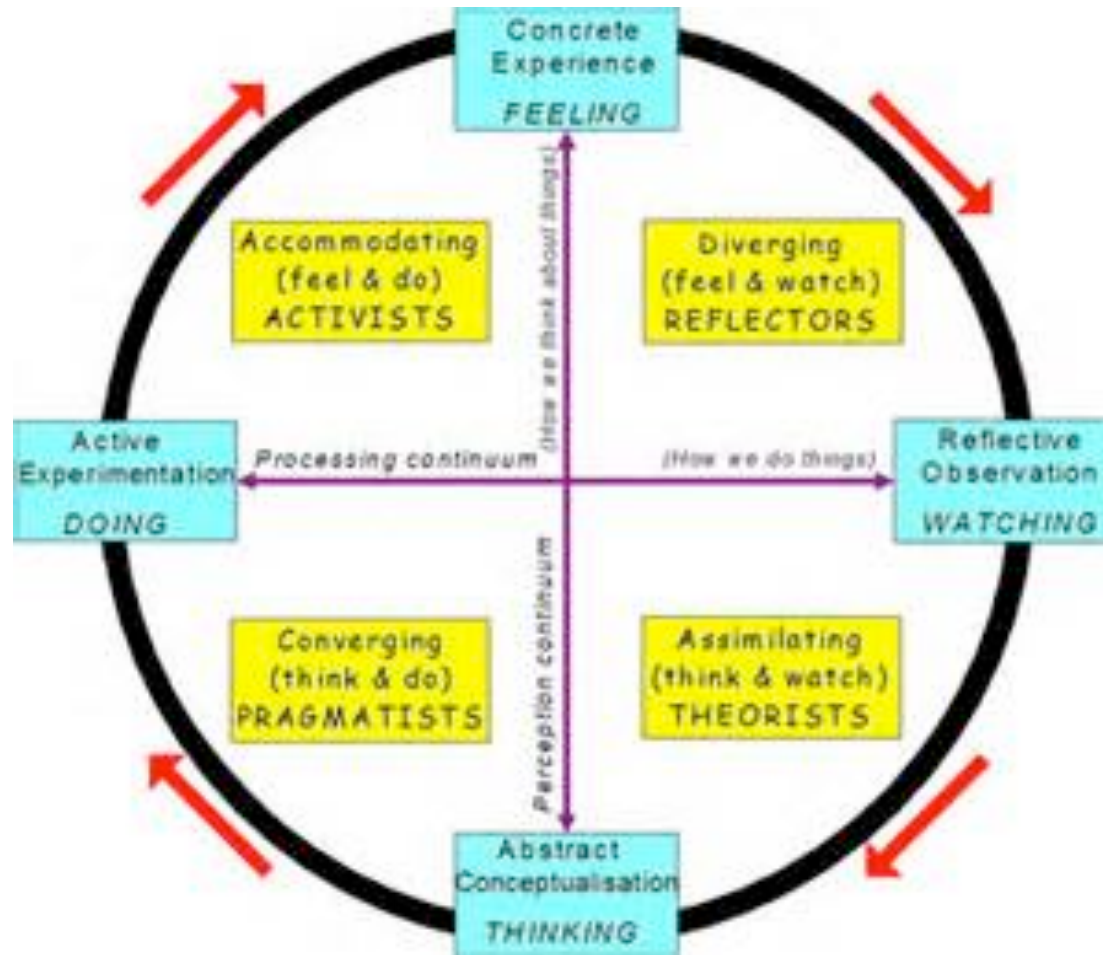 Concrete
Experience
FEELING
(How we think about things)
Accommodating
(feel & do)
ACTIVISTS
Diverging
(feel & watch)
REFLECTORS
Active
Experimentation
DOING
Processing continuum
(How we do things)
Reflective
Observation
WATCHING
Perception continuum
Converging
(think & do)
PRAGMATISTS
Assimilating
(think & watch)
THEORISTS
Abstract
Conceptualisation
THINKING